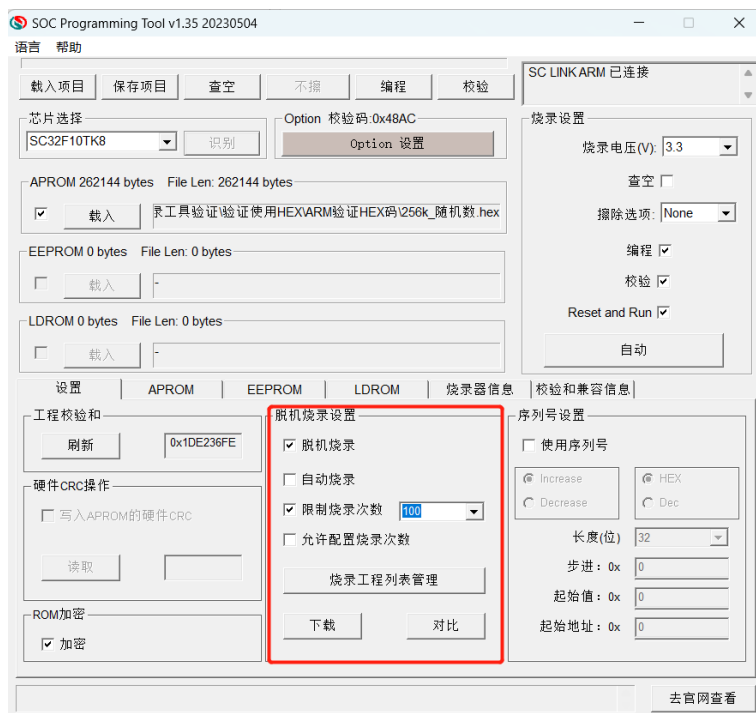 SOC Programming Tool v1.35 20230504
语言 帮助
载入项目 保存项目 查空 不擦 编程 校验
SC LINK ARM 已连接
芯片选择
SC32F10TK8 识别
Option 校验码:0x48AC
Option 设置
烧录设置
烧录电压(V): 3.3
查空
擦除选项: None
编程
校验
Reset and Run
自动
APROM 262144 bytes File Len: 262144 bytes
载入 录工具验证\验证使用HEX\ARM验证HEX码\256k_随机数.hex
EEPROM 0 bytes File Len: 0 bytes
载入 -
LDROM 0 bytes File Len: 0 bytes
载入 -
设置 APROM EEPROM LDROM 烧录器信息 校验和兼容信息
工程校验和
刷新 0x1DE236FE
硬件CRC操作
写入APROM的硬件CRC
读取
ROM加密
加密
脱机烧录设置
脱机烧录
自动烧录
限制烧录次数 100
允许配置烧录次数
烧录工程列表管理
下载 对比
序列号设置
使用序列号
Increase HEX
Decrease Dec
长度(位) 32
步进: 0x 0
起始值: 0x 0
起始地址: 0x 0
去官网查看